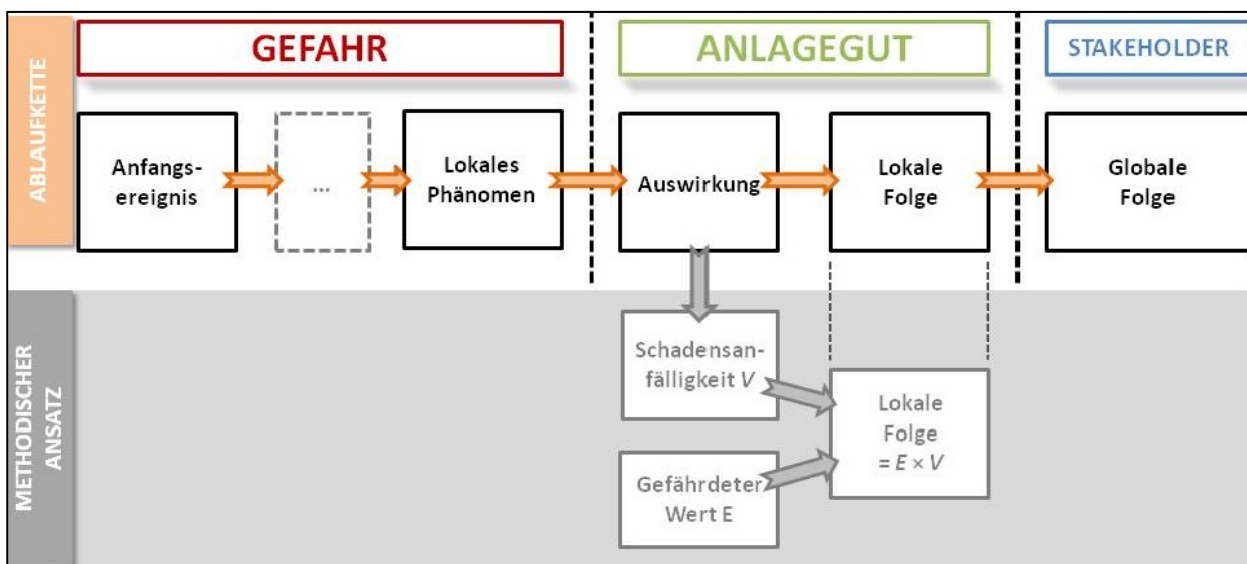 GEFAHR
ANLAGEGUT
STAKEHOLDER
ABLAUFKETTE
Anfangs-
ereignis
...
Lokales
Phänomen
Auswirkung
Lokale
Folge
Globale
Folge
METHODISCHER
ANSATZ
Schadensan-
fälligkeit V
Gefährdeter
Wert E
Lokale
Folge
= E × V